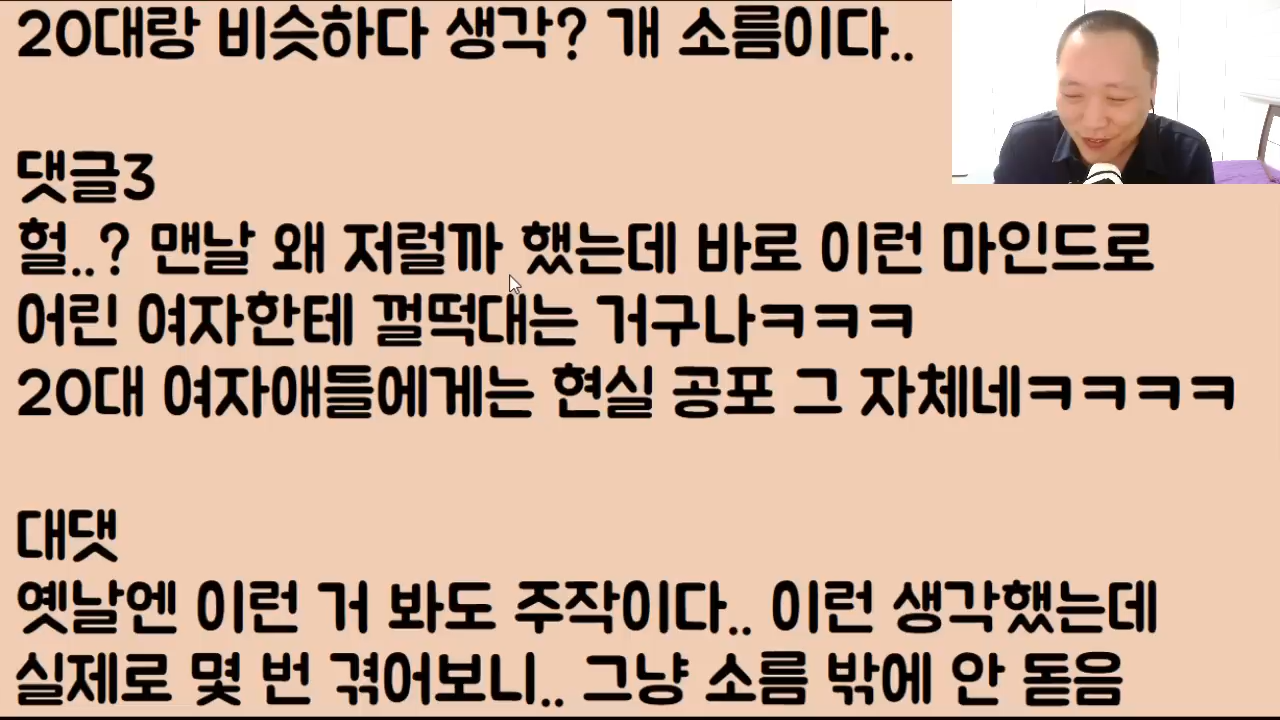 20대랑 비슷하다 생각? 개 소름이다..
댓글3
헐..? 맨날 왜 저럴까 했는데 바로 이런 마인드로
어린 여자한테 껄떡대는 거구나ㅋㅋㅋ
20대 여자애들에게는 현실 공포 그 자체네ㅋㅋㅋㅋ
대댓
옛날엔 이런 거 봐도 주작이다.. 이런 생각했는데
실제로 몇 번 겪어보니.. 그냥 소름 밖에 안 돋음